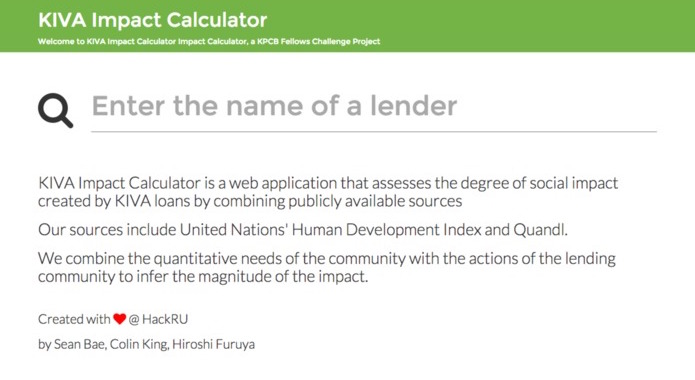 KIVA Impact Calculator
Welcome to KIVA Impact Calculator Impact Calculator, a KPCB Fellows Challenge Project
Enter the name of a lender
KIVA Impact Calculator is a web application that assesses the degree of social impact
created by KIVA loans by combining publicly available sources
Our sources include United Nations' Human Development Index and Quandl.
We combine the quantitative needs of the community with the actions of the lending
community to infer the magnitude of the impact.
Created with ❤ @ HackRU
by Sean Bae, Colin King, Hiroshi Furuya